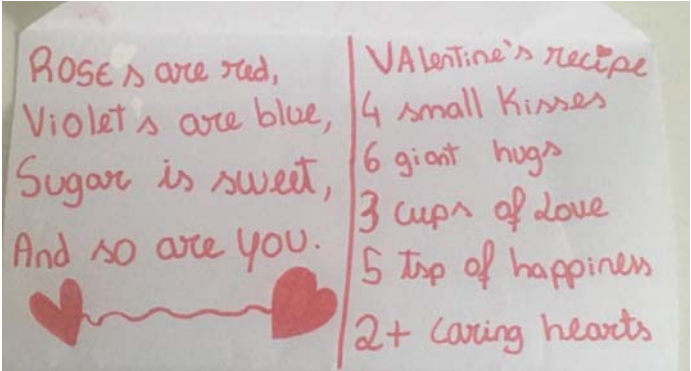 ROSES are red,
Violets are blue,
Sugar is sweet,
And so are YOU.
VAlentine's recipe
4 small Kisses
6 giant hugs
3 cups of Love
5 tsp of happiness
2+ caring hearts